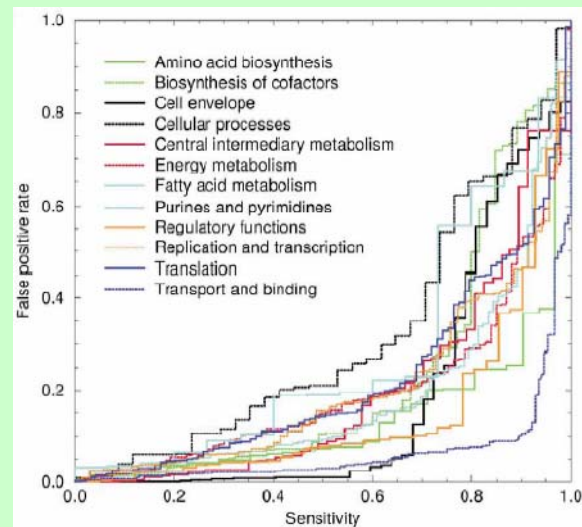 1.0
0.8
0.6
0.4
0.2
0.0
False positive rate
Amino acid biosynthesis
Biosynthesis of cofactors
Cell envelope
Cellular processes
Central intermediary metabolism
Energy metabolism
Fatty acid metabolism
Purines and pyrimidines
Regulatory functions
Replication and transcription
Translation
Transport and binding
0.0 0.2 0.4 0.6 0.8 1.0
Sensitivity